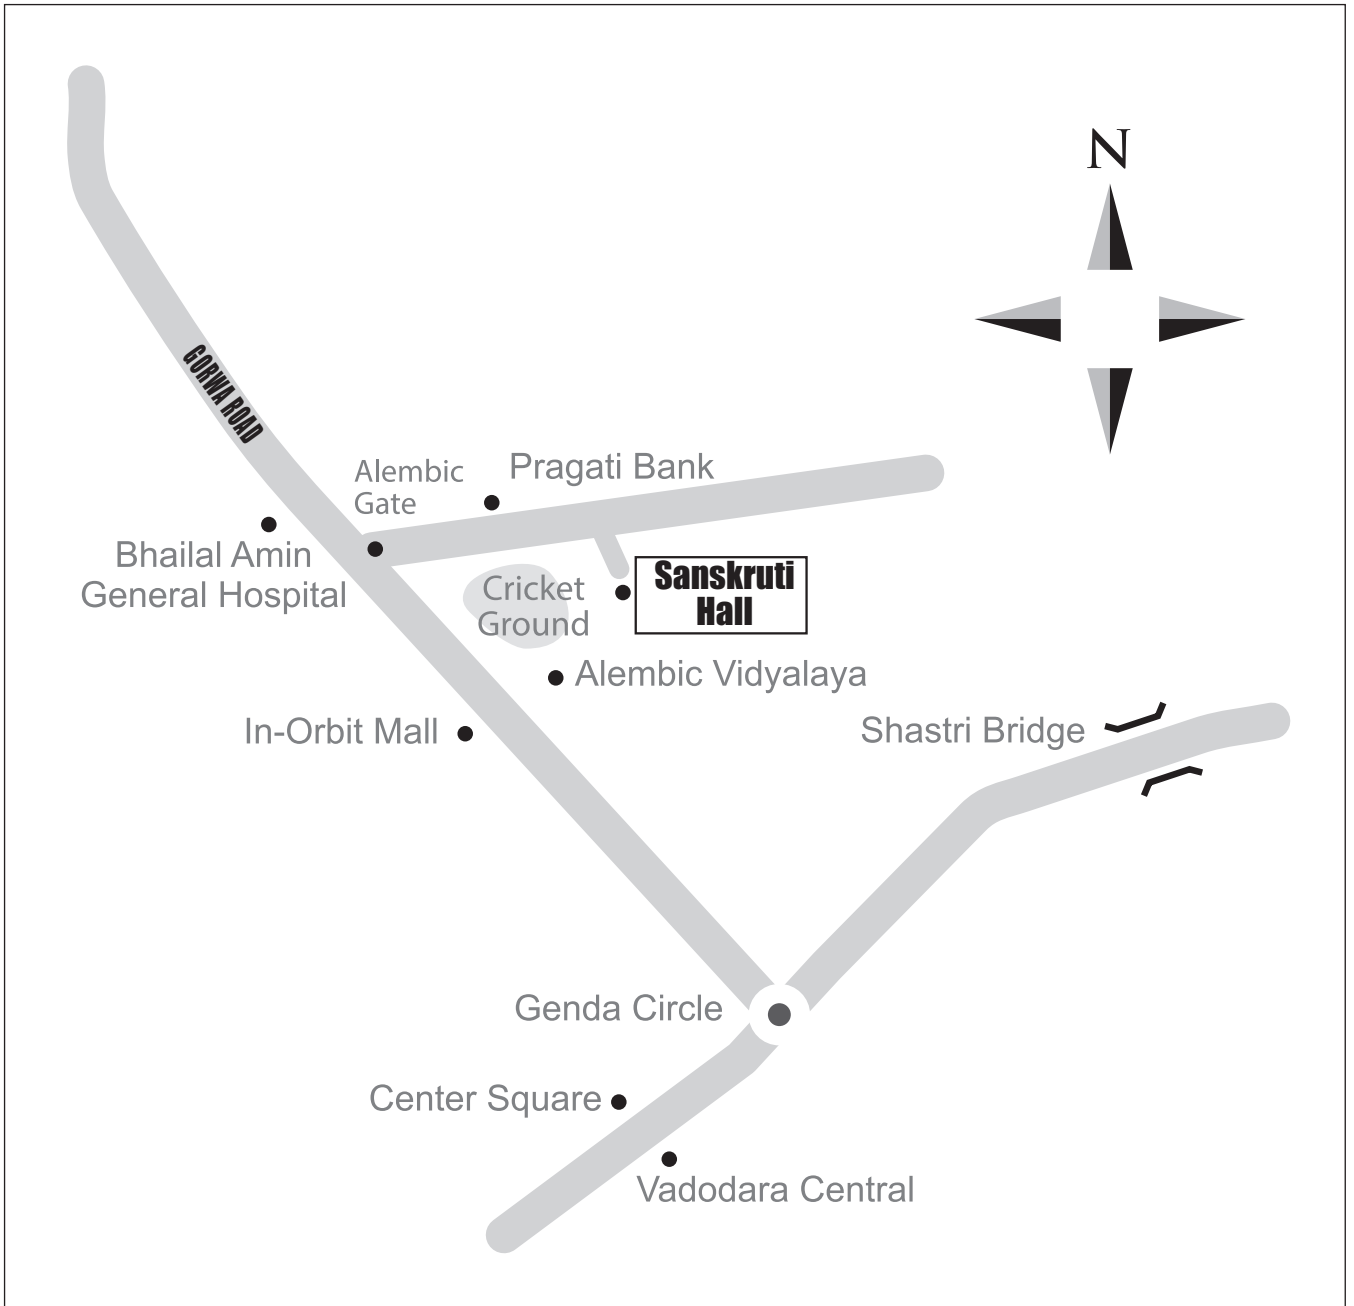 N
GORWA ROAD
Alembic
Gate
Pragati Bank
Bhailal Amin
General Hospital
Cricket
Ground
Sanskruti
Hall
Alembic Vidyalaya
In-Orbit Mall
Shastri Bridge
Genda Circle
Center Square
Vadodara Central